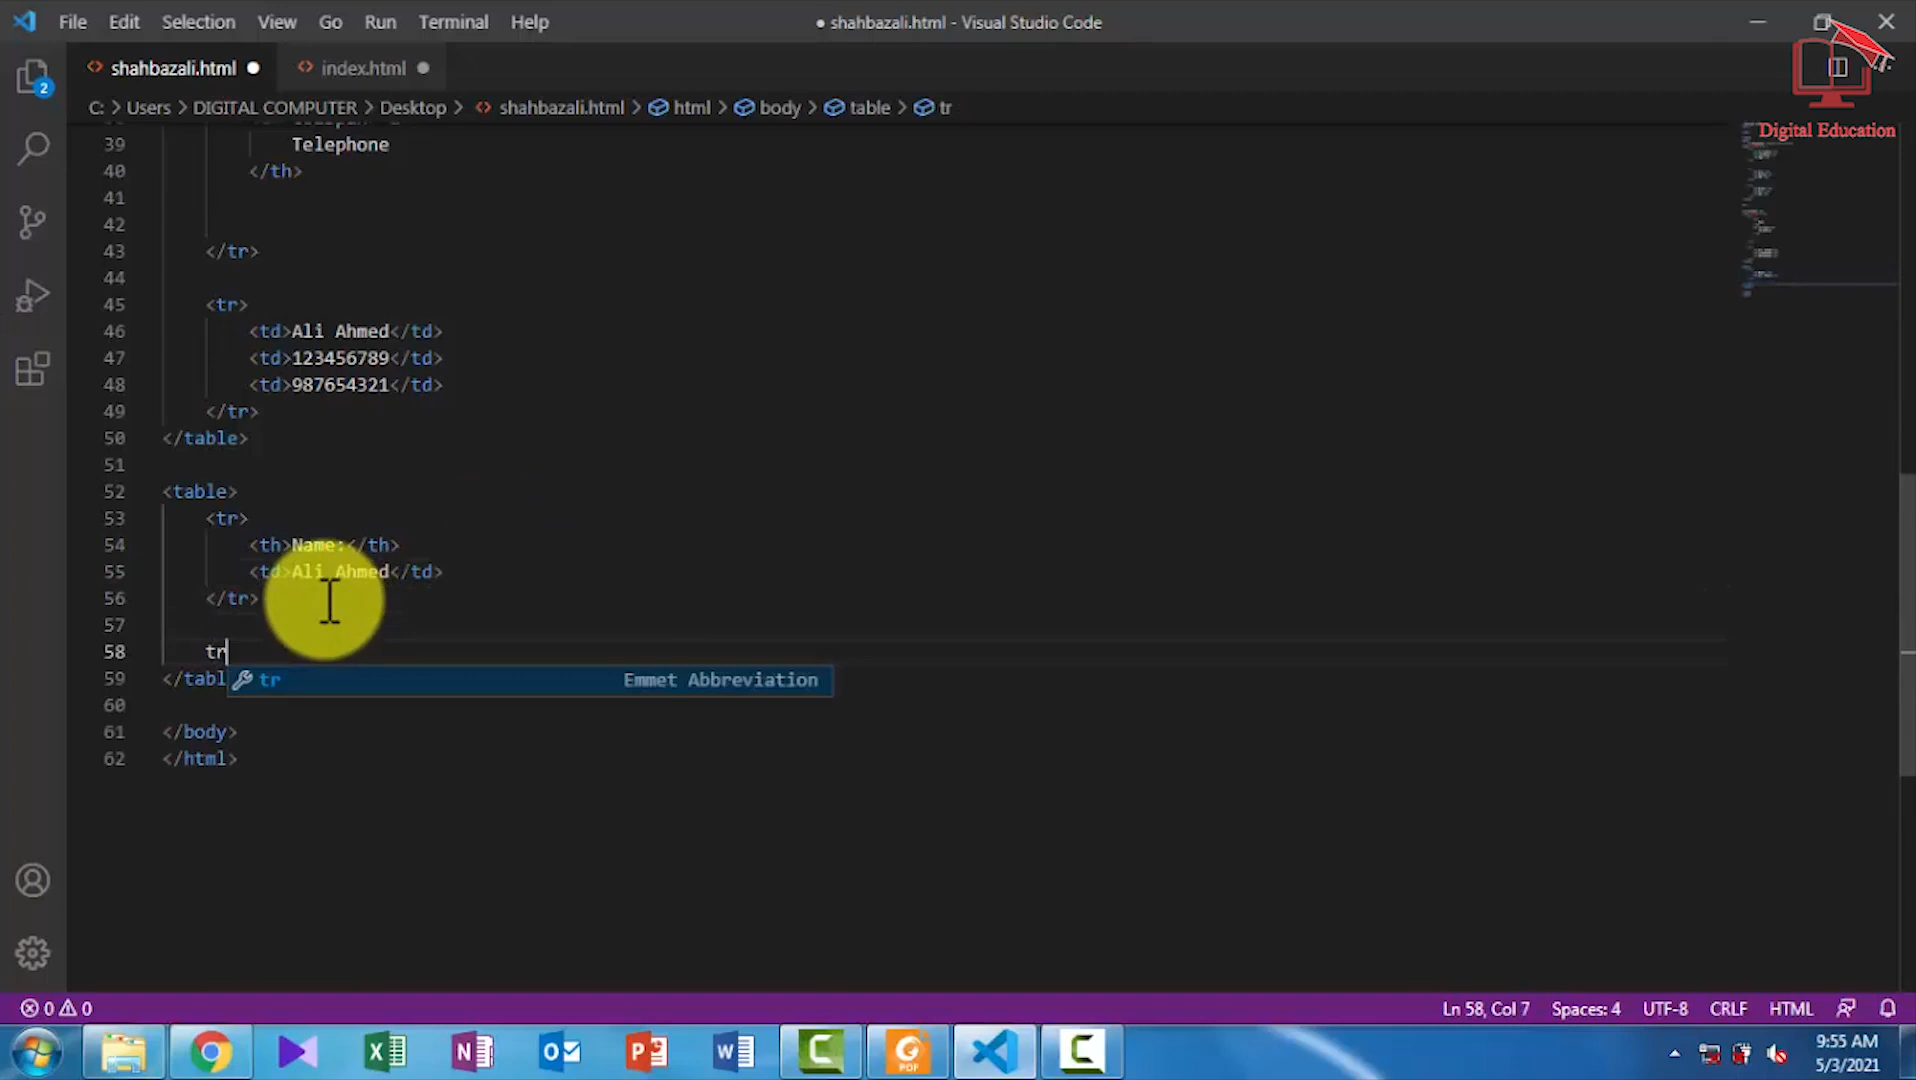 File Edit Selection View Go Run Terminal Help
● shahbazali.html - Visual Studio Code
shahbazali.html ● index.html ●
2
Digital Education
C: > Users > DIGITAL COMPUTER > Desktop > shahbazali.html > html > body > table > tr
39 Telephone
40 </th>
41
42
43 </tr>
44
45 <tr>
46 <td>Ali Ahmed</td>
47 <td>123456789</td>
48 <td>987654321</td>
49 </tr>
50 </table>
51
52 <table>
53 <tr>
54 <th>Name:</th>
55 <td>Ali Ahmed</td>
56 </tr>
57
58 tr
59 </tabl
tr Emmet Abbreviation
60
61 </body>
62 </html>
0 0
Ln 58, Col 7 Spaces: 4 UTF-8 CRLF HTML
9:55 AM
5/3/2021
PDF